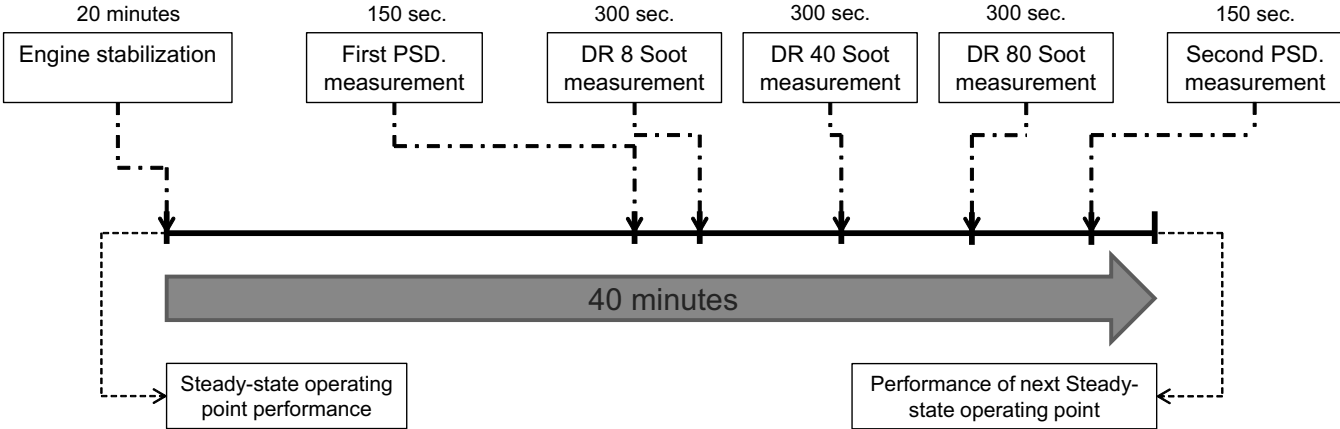 20 minutes
150 sec.
300 sec.
300 sec.
300 sec.
150 sec.
Engine stabilization
First PSD.
measurement
DR 8 Soot
measurement
DR 40 Soot
measurement
DR 80 Soot
measurement
Second PSD.
measurement
40 minutes
Steady-state operating
point performance
Performance of next Steady-
state operating point